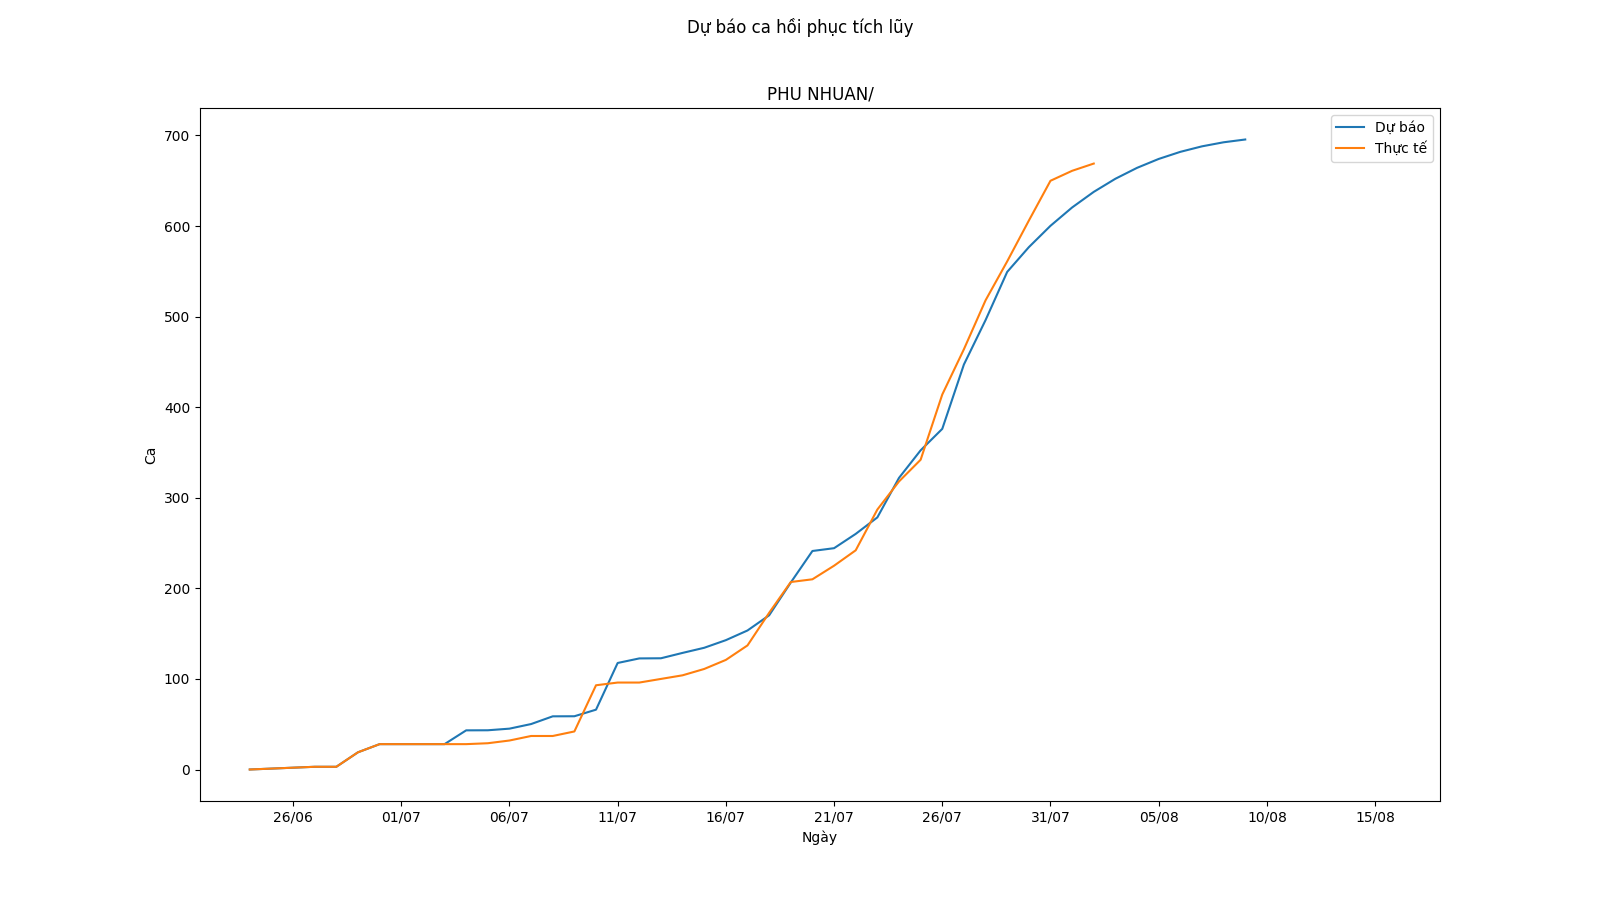 Dự báo ca hồi phục tích lũy
PHU NHUAN/
Dự báo
Thực tế
700
600
500
400
300
200
100
0
Ca
26/06 01/07 06/07 11/07 16/07 21/07 26/07 31/07 05/08 10/08 15/08
Ngày